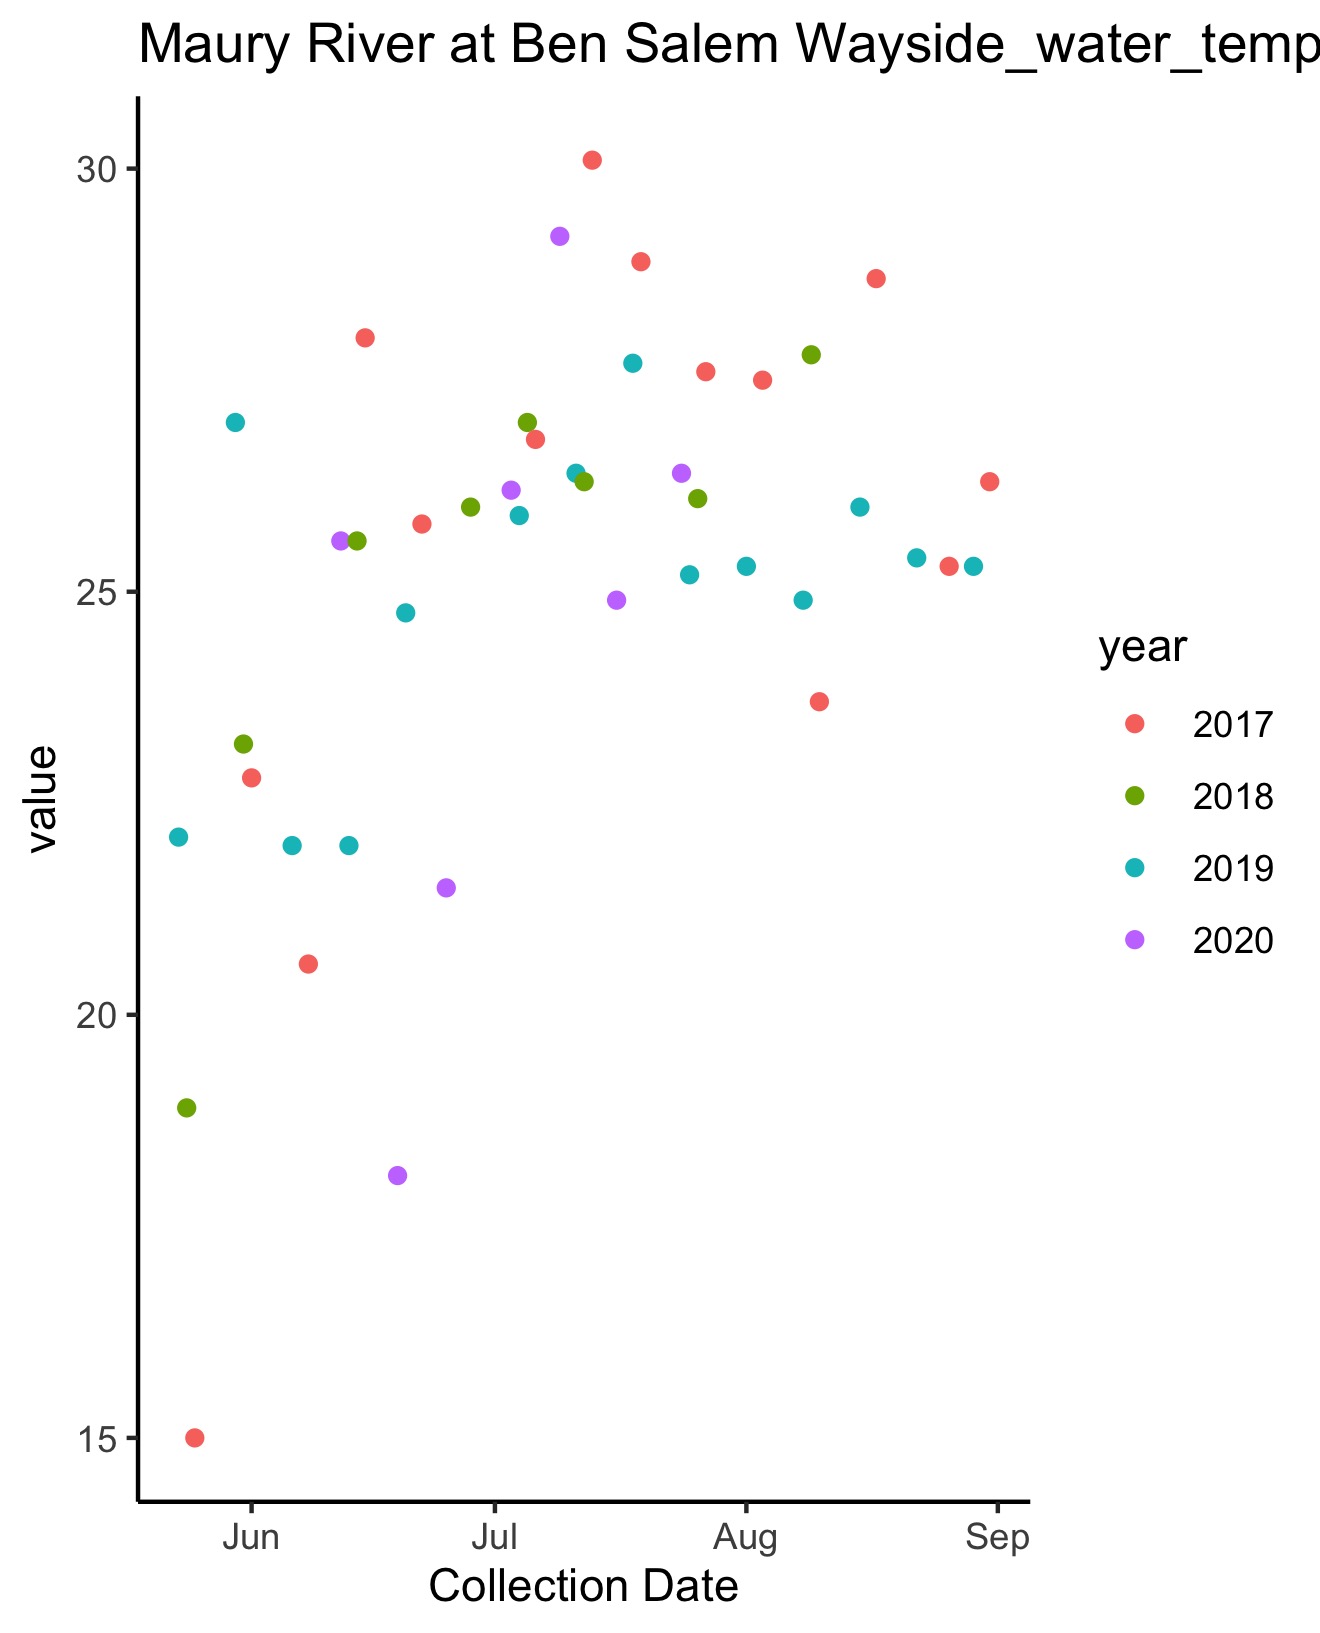 Maury River at Ben Salem Wayside_water_temp
30
25
20
15
value
Jun Jul Aug Sep
Collection Date
year
2017
2018
2019
2020